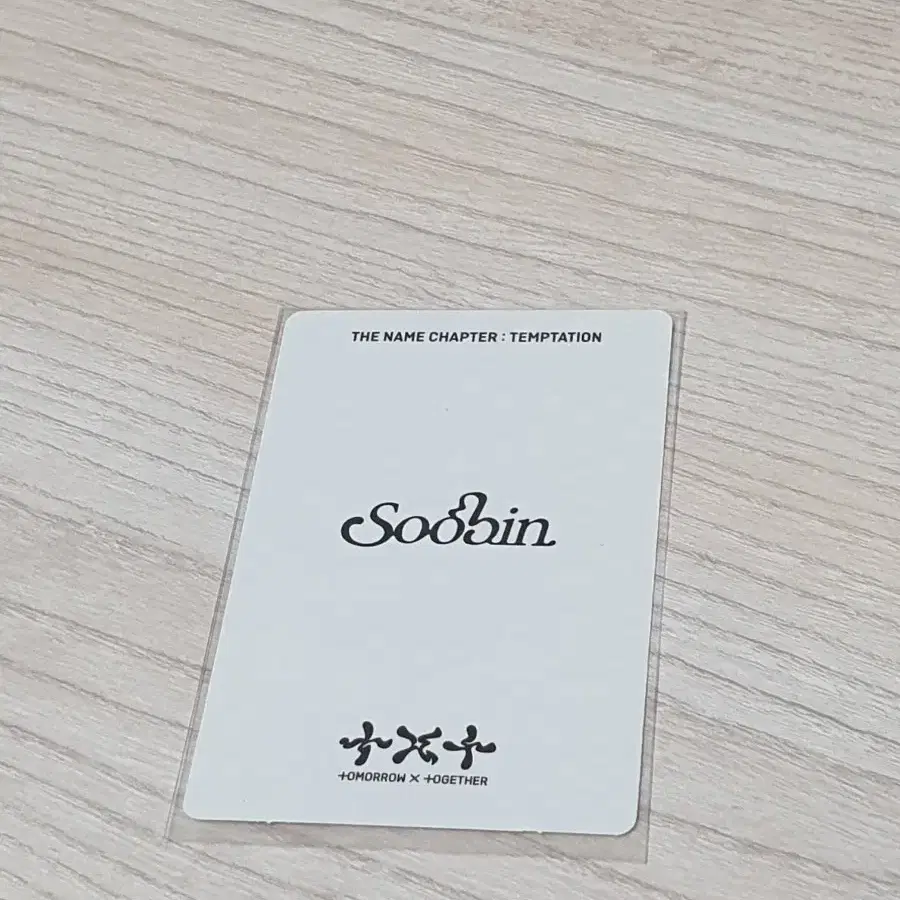 THE NAME CHAPTER : TEMPTATION
Soobin
TXT
TOMORROW × TOGETHER